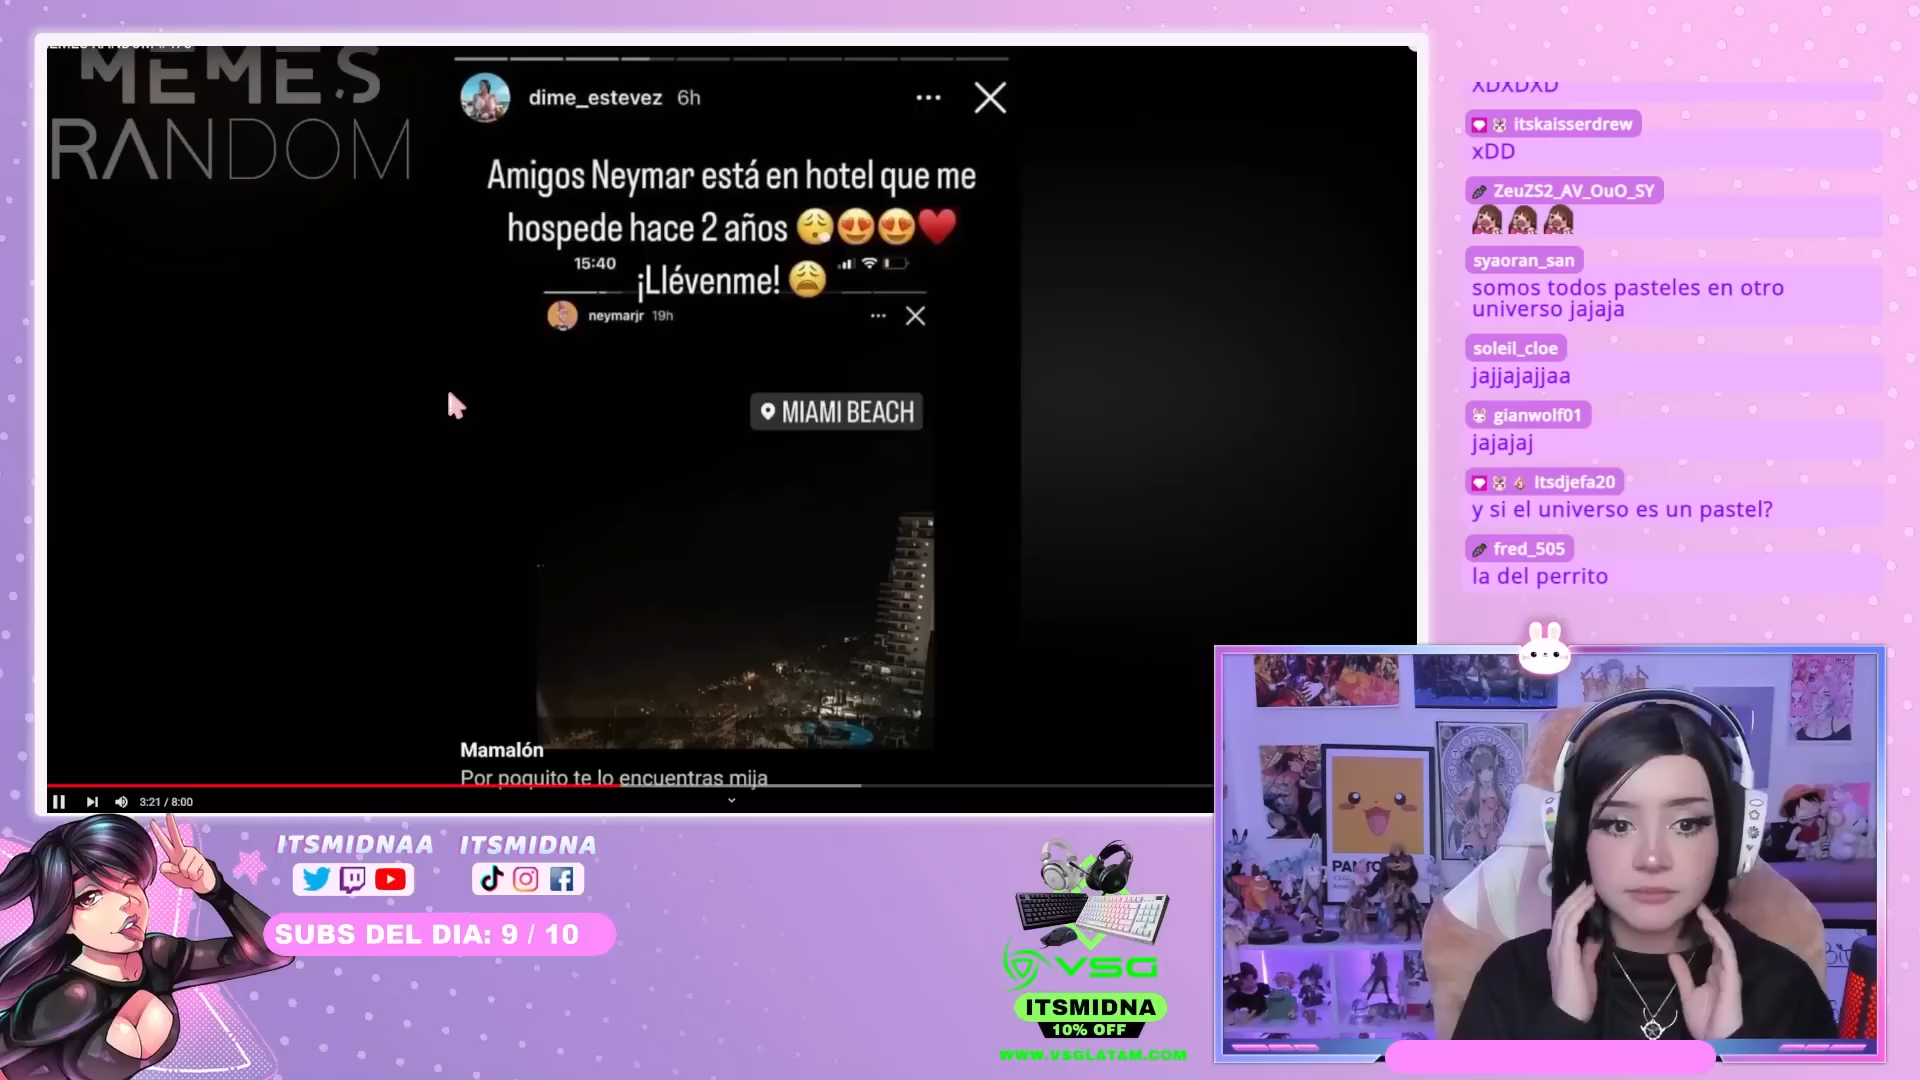 MEMES RANDOM
MEMES
RANDOM
dime_estevez 6h
Amigos Neymar está en hotel que me
hospede hace 2 años
¡Llévenme!
15:40
neymarjr 19h
MIAMI BEACH
Mamalón
Por poquito te lo encuentras mija
3:21 / 8:00
XDXDXD
itskaisserdrew
xDD
ZeuZS2_AV_OuO_SY
syaoran_san
somos todos pasteles en otro
universo jajaja
soleil_cloe
jajjajajjaa
gianwolf01
jajajaj
Itsdjefa20
y si el universo es un pastel?
fred_505
la del perrito
ITSMIDNAA
ITSMIDNA
SUBS DEL DIA: 9 / 10
VSG
ITSMIDNA
10% OFF
WWW.VSGLATAM.COM